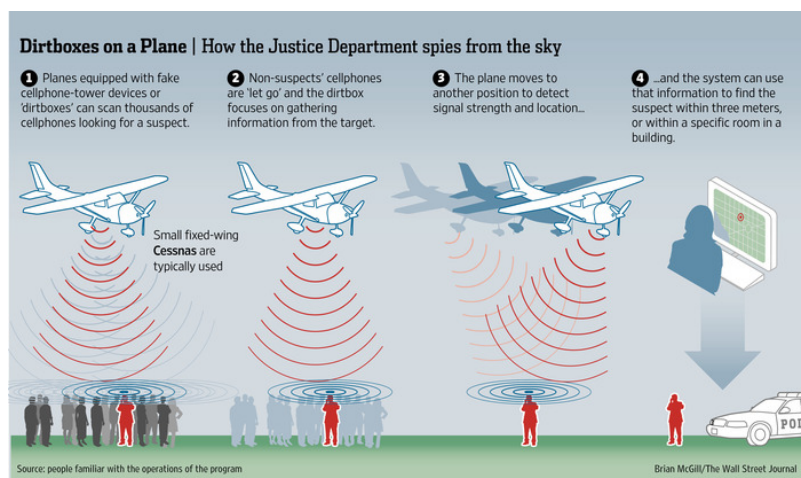 Dirtboxes on a Plane | How the Justice Department spies from the sky
1 Planes equipped with fake
cellphone-tower devices or
'dirtboxes' can scan thousands of
cellphones looking for a suspect.
2 Non-suspects' cellphones
are 'let go' and the dirtbox
focuses on gathering
information from the target.
3 The plane moves to
another position to detect
signal strength and location...
4 ...and the system can use
that information to find the
suspect within three meters,
or within a specific room in a
building.
Small fixed-wing
Cessnas are
typically used
POL
Source: people familiar with the operations of the program
Brian McGill/The Wall Street Journal